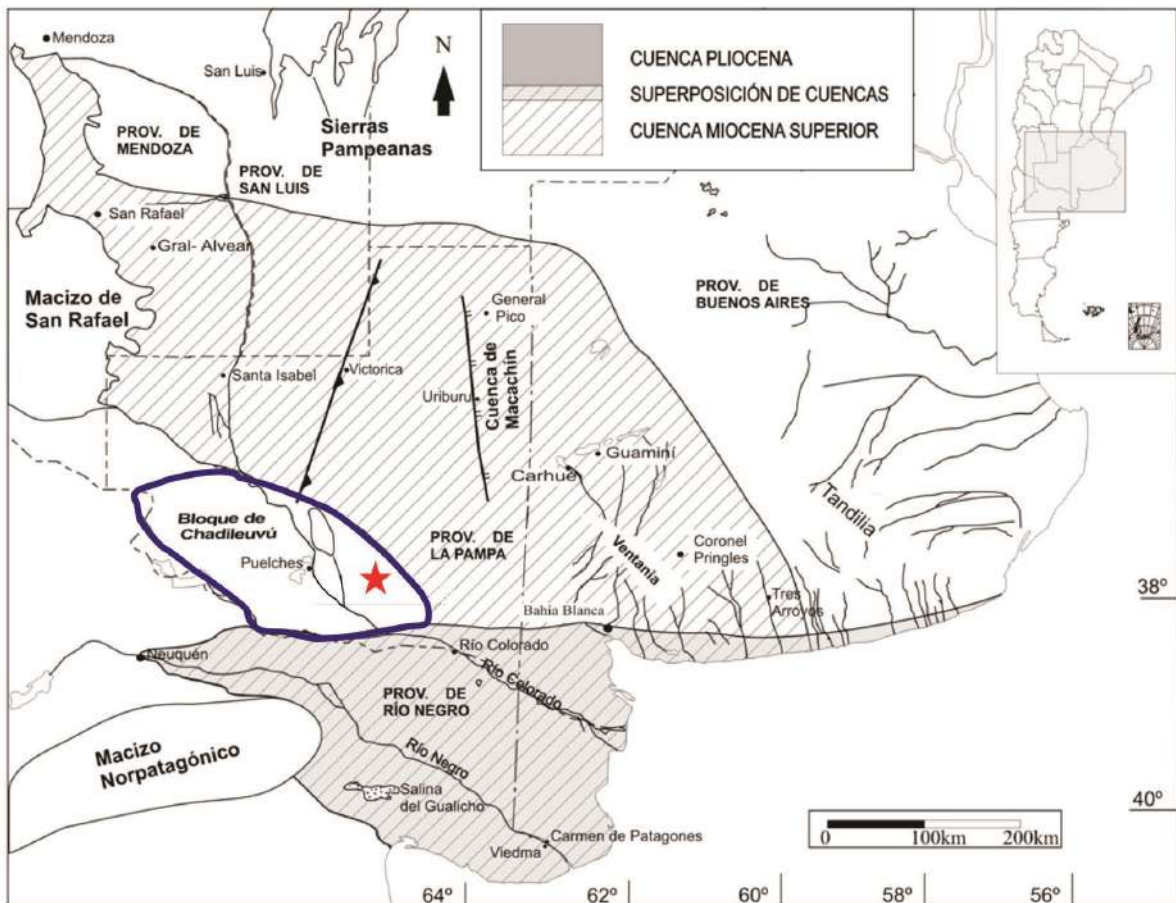 Mendoza
San Luis
N
CUENCA PLIOCENA
SUPERPOSICIÓN DE CUENCAS
CUENCA MIOCENA SUPERIOR
PROV. DE
MENDOZA
Sierras
Pampeanas
PROV. DE
SAN LUIS
San Rafael
Gral- Alvear
Macizo de
San Rafael
PROV. DE
BUENOS AIRES
General
Pico
Cuenca de
Macachín
Santa Isabel
Victorica
Uriburu
Guaminí
Carhué
Tandilia
Bloque de
Chadileuvú
Puelches
PROV. DE
LA PAMPA
Ventania
Coronel
Pringles
Tres
Arroyos
38º
Bahía Blanca
Neuquén
Río Colorado
Río Colorado
PROV. DE
RÍO NEGRO
Macizo
Norpatagónico
Río Negro
Salina
del Gualicho
40º
0 100km 200km
Carmen de Patagones
Viedma
64º 62º 60º 58º 56º